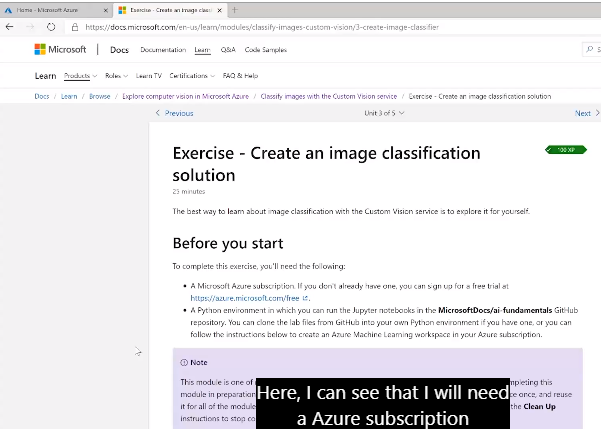 Home - Microsoft Azure
Exercise - Create an image classi
https://docs.microsoft.com/en-us/learn/modules/classify-images-custom-vision/3-create-image-classifier
Microsoft Docs Documentation Learn Q&A Code Samples
Learn Products Roles Learn TV Certifications FAQ & Help
Docs / Learn / Browse / Explore computer vision in Microsoft Azure / Classify images with the Custom Vision service / Exercise - Create an image classification solution
Previous Unit 3 of 5 Next
Exercise - Create an image classification
solution
100 XP
25 minutes
The best way to learn about image classification with the Custom Vision service is to explore it for yourself.
Before you start
To complete this exercise, you'll need the following:
• A Microsoft Azure subscription. If you don't already have one, you can sign up for a free trial at
https://azure.microsoft.com/free .
• A Python environment in which you can run the Jupyter notebooks in the MicrosoftDocs/ai-fundamentals GitHub
repository. You can clone the lab files from GitHub into your own Python environment if you have one, or you can
follow the instructions below to create an Azure Machine Learning workspace in your Azure subscription.
Note
This module is one of mpleting this
module in preparation ce once, and reuse
it for all of the module the Clean Up
instructions to stop co
Here, I can see that I will need
a Azure subscription